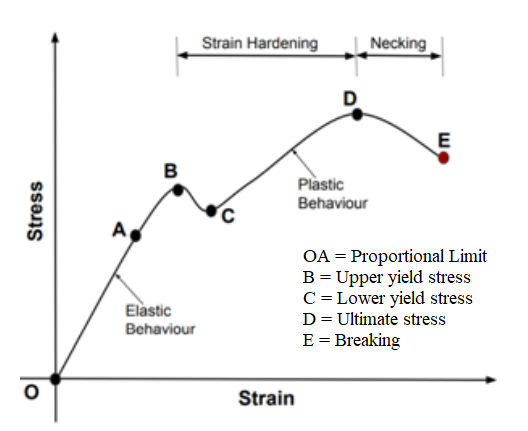 Strain Hardening
Necking
D
E
B
Plastic
Behaviour
C
A
Stress
OA = Proportional Limit
B = Upper yield stress
C = Lower yield stress
D = Ultimate stress
E = Breaking
Elastic
Behaviour
O
Strain